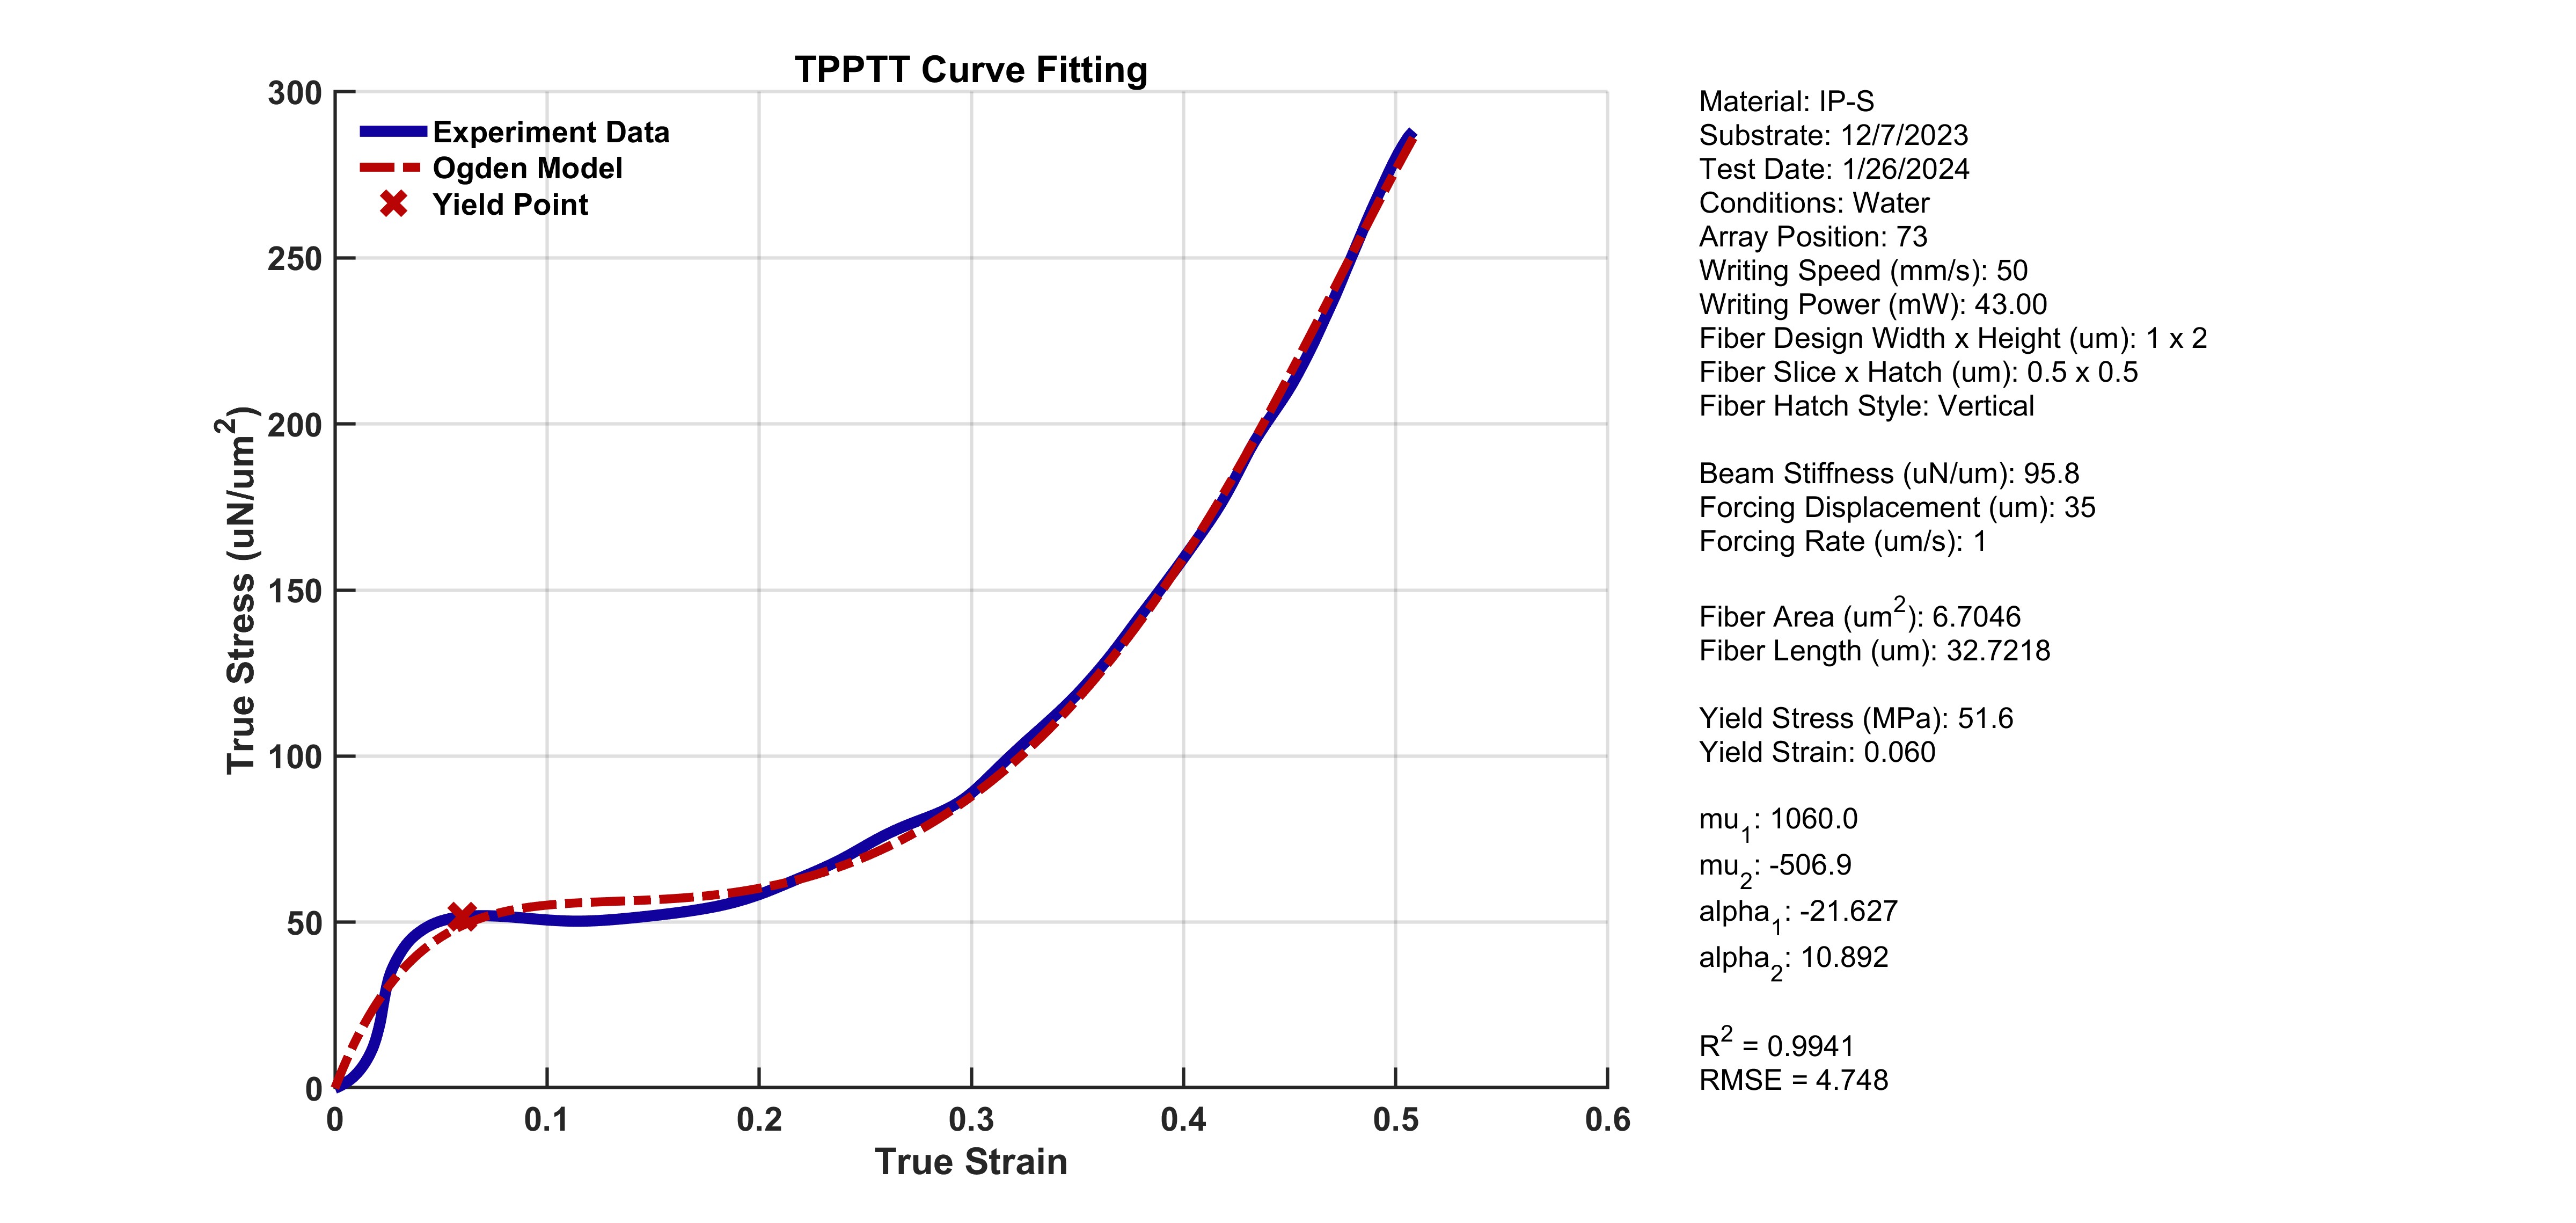 TPPTT Curve Fitting
300
250
200
150
100
50
0
True Stress (uN/um²)
Experiment Data
Ogden Model
Yield Point
0 0.1 0.2 0.3 0.4 0.5 0.6
True Strain
Material: IP-S
Substrate: 12/7/2023
Test Date: 1/26/2024
Conditions: Water
Array Position: 73
Writing Speed (mm/s): 50
Writing Power (mW): 43.00
Fiber Design Width x Height (um): 1 x 2
Fiber Slice x Hatch (um): 0.5 x 0.5
Fiber Hatch Style: Vertical
Beam Stiffness (uN/um): 95.8
Forcing Displacement (um): 35
Forcing Rate (um/s): 1
Fiber Area (um²): 6.7046
Fiber Length (um): 32.7218
Yield Stress (MPa): 51.6
Yield Strain: 0.060
mu₁: 1060.0
mu₂: -506.9
alpha₁: -21.627
alpha₂: 10.892
R² = 0.9941
RMSE = 4.748